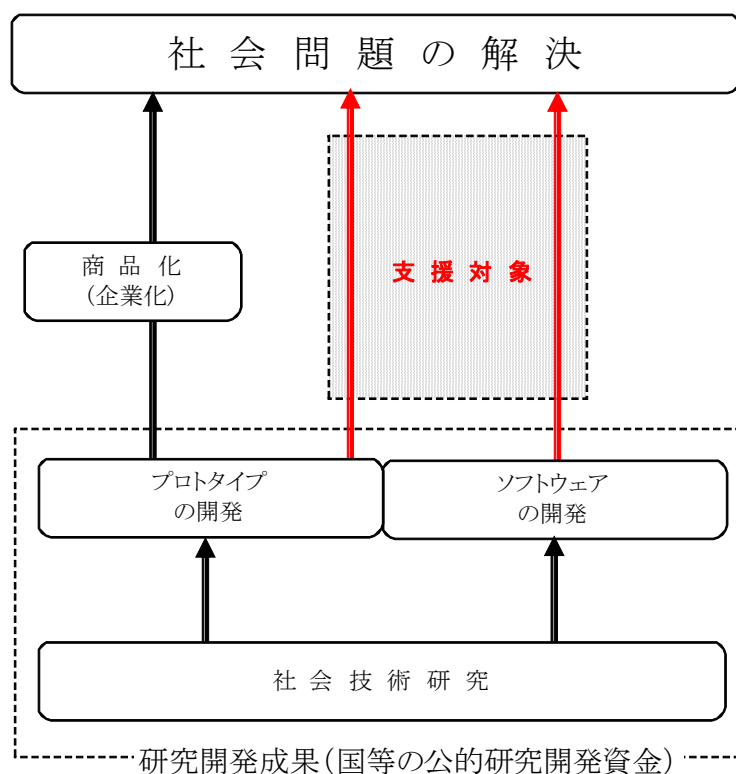 社会問題の解決
支援対象
商品化
(企業化)
プロトタイプ
の開発
ソフトウェア
の開発
社会技術研究
研究開発成果(国等の公的研究開発資金)